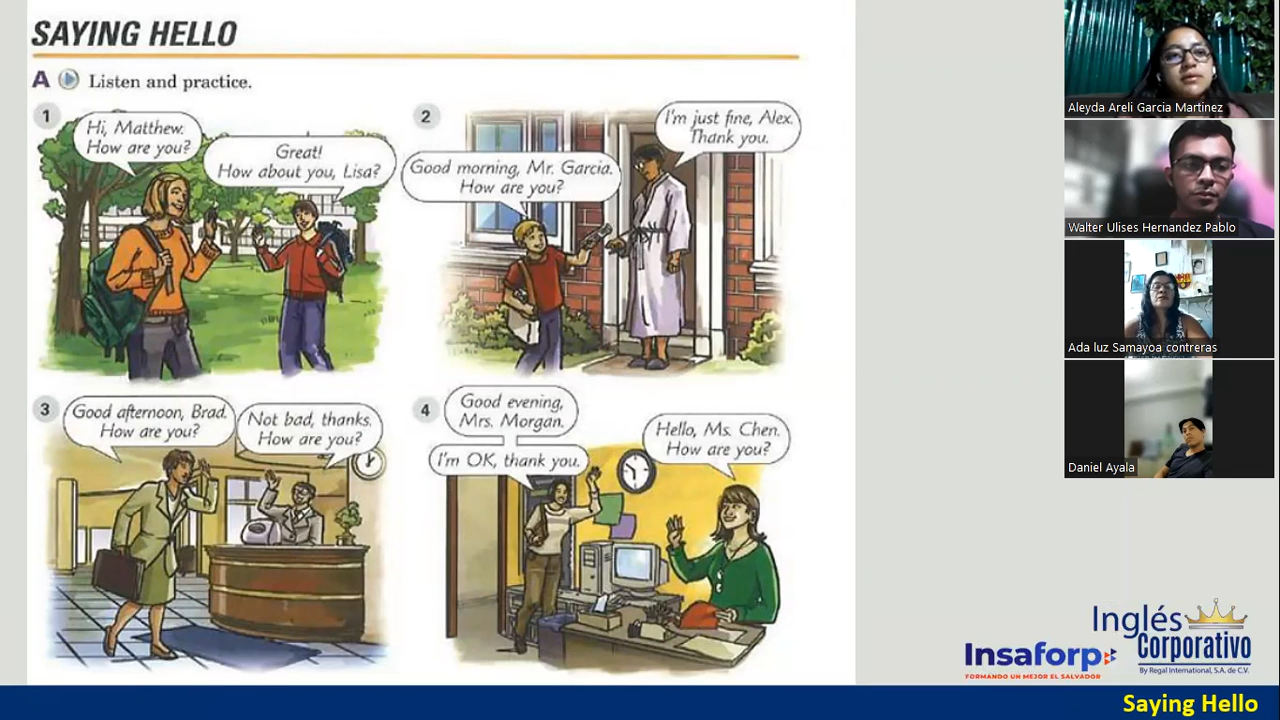 SAYING HELLO
A Listen and practice.
1
Hi, Matthew.
How are you?
Great!
How about you, Lisa?
2
Good morning, Mr. Garcia.
How are you?
I'm just fine, Alex.
Thank you.
3
Good afternoon, Brad.
How are you?
Not bad, thanks.
How are you?
4
Good evening,
Mrs. Morgan.
Hello, Ms. Chen.
How are you?
I'm OK, thank you.
Aleyda Areli Garcia Martinez
Walter Ulises Hernandez Pablo
Ada luz Samayoa contreras
Daniel Ayala
Insaforp
FORMANDO UN MEJOR EL SALVADOR
Inglés
Corporativo
By Regal International, S.A. de C.V.
Saying Hello